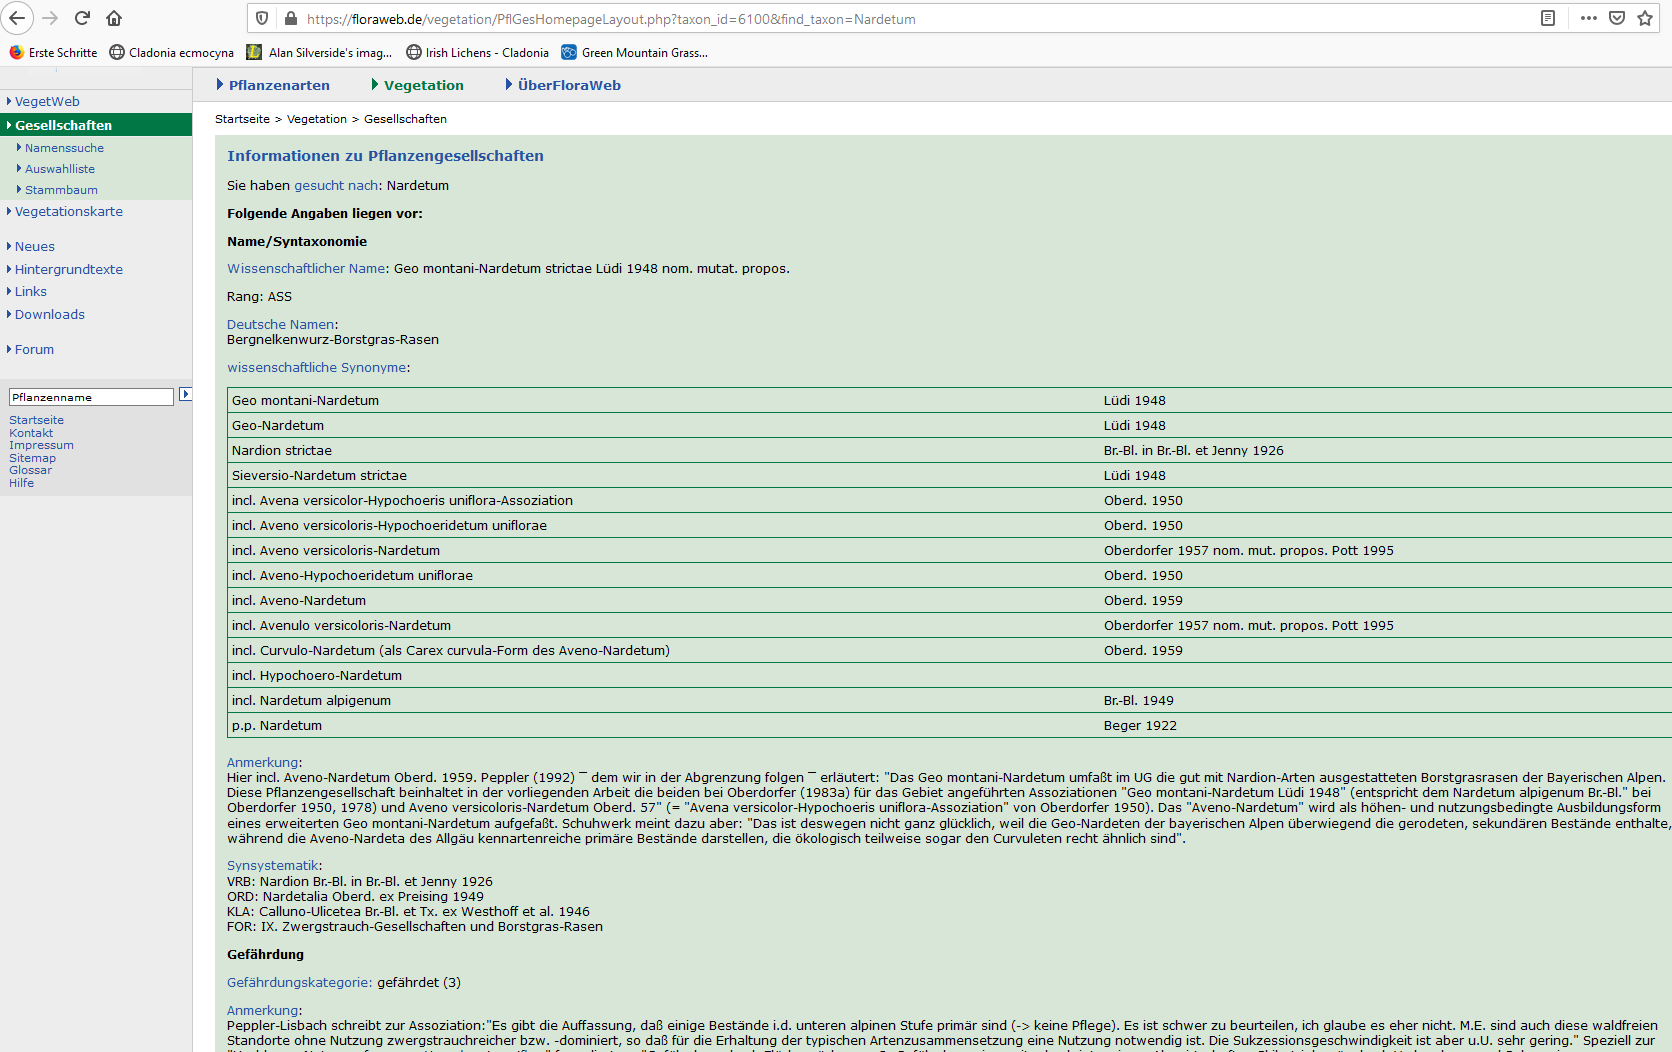 https://floraweb.de/vegetation/PflGesHomepageLayout.php?taxon_id=6100&find_taxon=Nardetum
Erste Schritte Cladonia ecmocyna Alan Silverside's imag... Irish Lichens - Cladonia Green Mountain Grass...
Pflanzenarten Vegetation ÜberFloraWeb
VegetWeb
Gesellschaften
Namenssuche
Auswahlliste
Stammbaum
Vegetationskarte
Neues
Hintergrundtexte
Links
Downloads
Forum
Pflanzenname
Startseite
Kontakt
Impressum
Sitemap
Glossar
Hilfe
Startseite > Vegetation > Gesellschaften
Informationen zu Pflanzengesellschaften
Sie haben gesucht nach: Nardetum
Folgende Angaben liegen vor:
Name/Syntaxonomie
Wissenschaftlicher Name: Geo montani-Nardetum strictae Lüdi 1948 nom. mutat. propos.
Rang: ASS
Deutsche Namen:
Bergnelkenwurz-Borstgras-Rasen
wissenschaftliche Synonyme:
Geo montani-Nardetum Lüdi 1948
Geo-Nardetum Lüdi 1948
Nardion strictae Br.-Bl. in Br.-Bl. et Jenny 1926
Sieversio-Nardetum strictae Lüdi 1948
incl. Avena versicolor-Hypochoeris uniflora-Assoziation Oberd. 1950
incl. Aveno versicoloris-Hypochoeridetum uniflorae Oberd. 1950
incl. Aveno versicoloris-Nardetum Oberdorfer 1957 nom. mut. propos. Pott 1995
incl. Aveno-Hypochoeridetum uniflorae Oberd. 1950
incl. Aveno-Nardetum Oberd. 1959
incl. Avenulo versicoloris-Nardetum Oberdorfer 1957 nom. mut. propos. Pott 1995
incl. Curvulo-Nardetum (als Carex curvula-Form des Aveno-Nardetum) Oberd. 1959
incl. Hypochoero-Nardetum
incl. Nardetum alpigenum Br.-Bl. 1949
p.p. Nardetum Beger 1922
Anmerkung:
Hier incl. Aveno-Nardetum Oberd. 1959. Peppler (1992) ¯ dem wir in der Abgrenzung folgen ¯ erläutert: "Das Geo montani-Nardetum umfaßt im UG die gut mit Nardion-Arten ausgestatteten Borstgrasrasen der Bayerischen Alpen.
Diese Pflanzengesellschaft beinhaltet in der vorliegenden Arbeit die beiden bei Oberdorfer (1983a) für das Gebiet angeführten Assoziationen "Geo montani-Nardetum Lüdi 1948" (entspricht dem Nardetum alpigenum Br.-Bl." bei
Oberdorfer 1950, 1978) und Aveno versicoloris-Nardetum Oberd. 57" (= "Avena versicolor-Hypochoeris uniflora-Assoziation" von Oberdorfer 1950). Das "Aveno-Nardetum" wird als höhen- und nutzungsbedingte Ausbildungsform
eines erweiterten Geo montani-Nardetum aufgefaßt. Schuhwerk meint dazu aber: "Das ist deswegen nicht ganz glücklich, weil die Geo-Nardeten der bayerischen Alpen überwiegend die gerodeten, sekundären Bestände enthalte,
während die Aveno-Nardeta des Allgäu kennartenreiche primäre Bestände darstellen, die ökologisch teilweise sogar den Curvuleten recht ähnlich sind".
Synsystematik:
VRB: Nardion Br.-Bl. in Br.-Bl. et Jenny 1926
ORD: Nardetalia Oberd. ex Preising 1949
KLA: Calluno-Ulicetea Br.-Bl. et Tx. ex Westhoff et al. 1946
FOR: IX. Zwergstrauch-Gesellschaften und Borstgras-Rasen
Gefährdung
Gefährdungskategorie: gefährdet (3)
Anmerkung:
Peppler-Lisbach schreibt zur Assoziation:"Es gibt die Auffassung, daß einige Bestände i.d. unteren alpinen Stufe primär sind (-> keine Pflege). Es ist schwer zu beurteilen, ich glaube es eher nicht. M.E. sind auch diese waldfreien
Standorte ohne Nutzung zwergstrauchreicher bzw. -dominiert, so daß für die Erhaltung der typischen Artenzusammensetzung eine Nutzung notwendig ist. Die Sukzessionsgeschwindigkeit ist aber u.U. sehr gering." Speziell zur